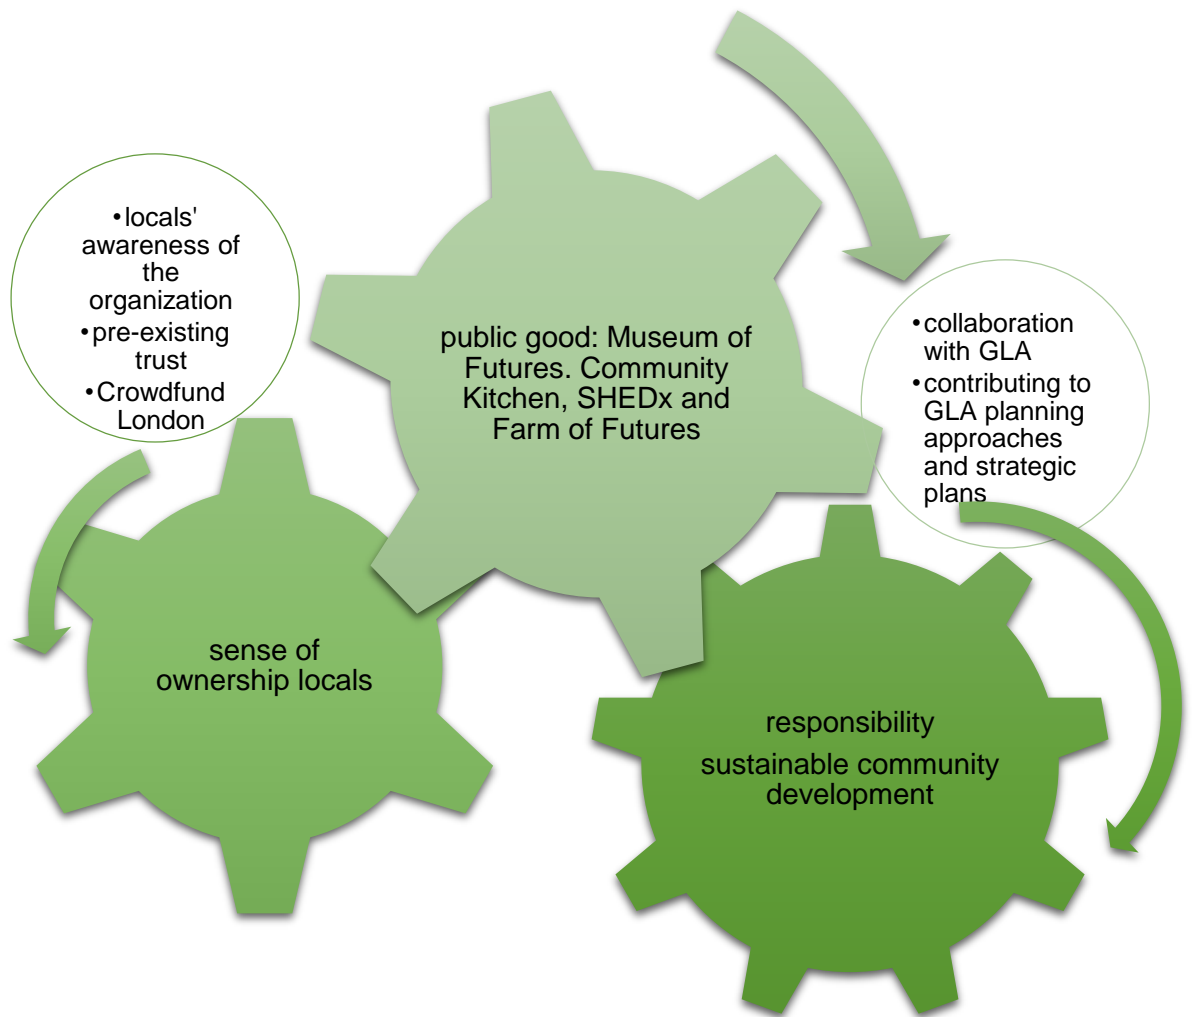 •locals'
awareness of
the
organization
•pre-existing
trust
•Crowdfund
London
public good: Museum of
Futures. Community
Kitchen, SHEDx and
Farm of Futures
•collaboration
with GLA
•contributing to
GLA planning
approaches
and strategic
plans
sense of
ownership locals
responsibility
sustainable community
development